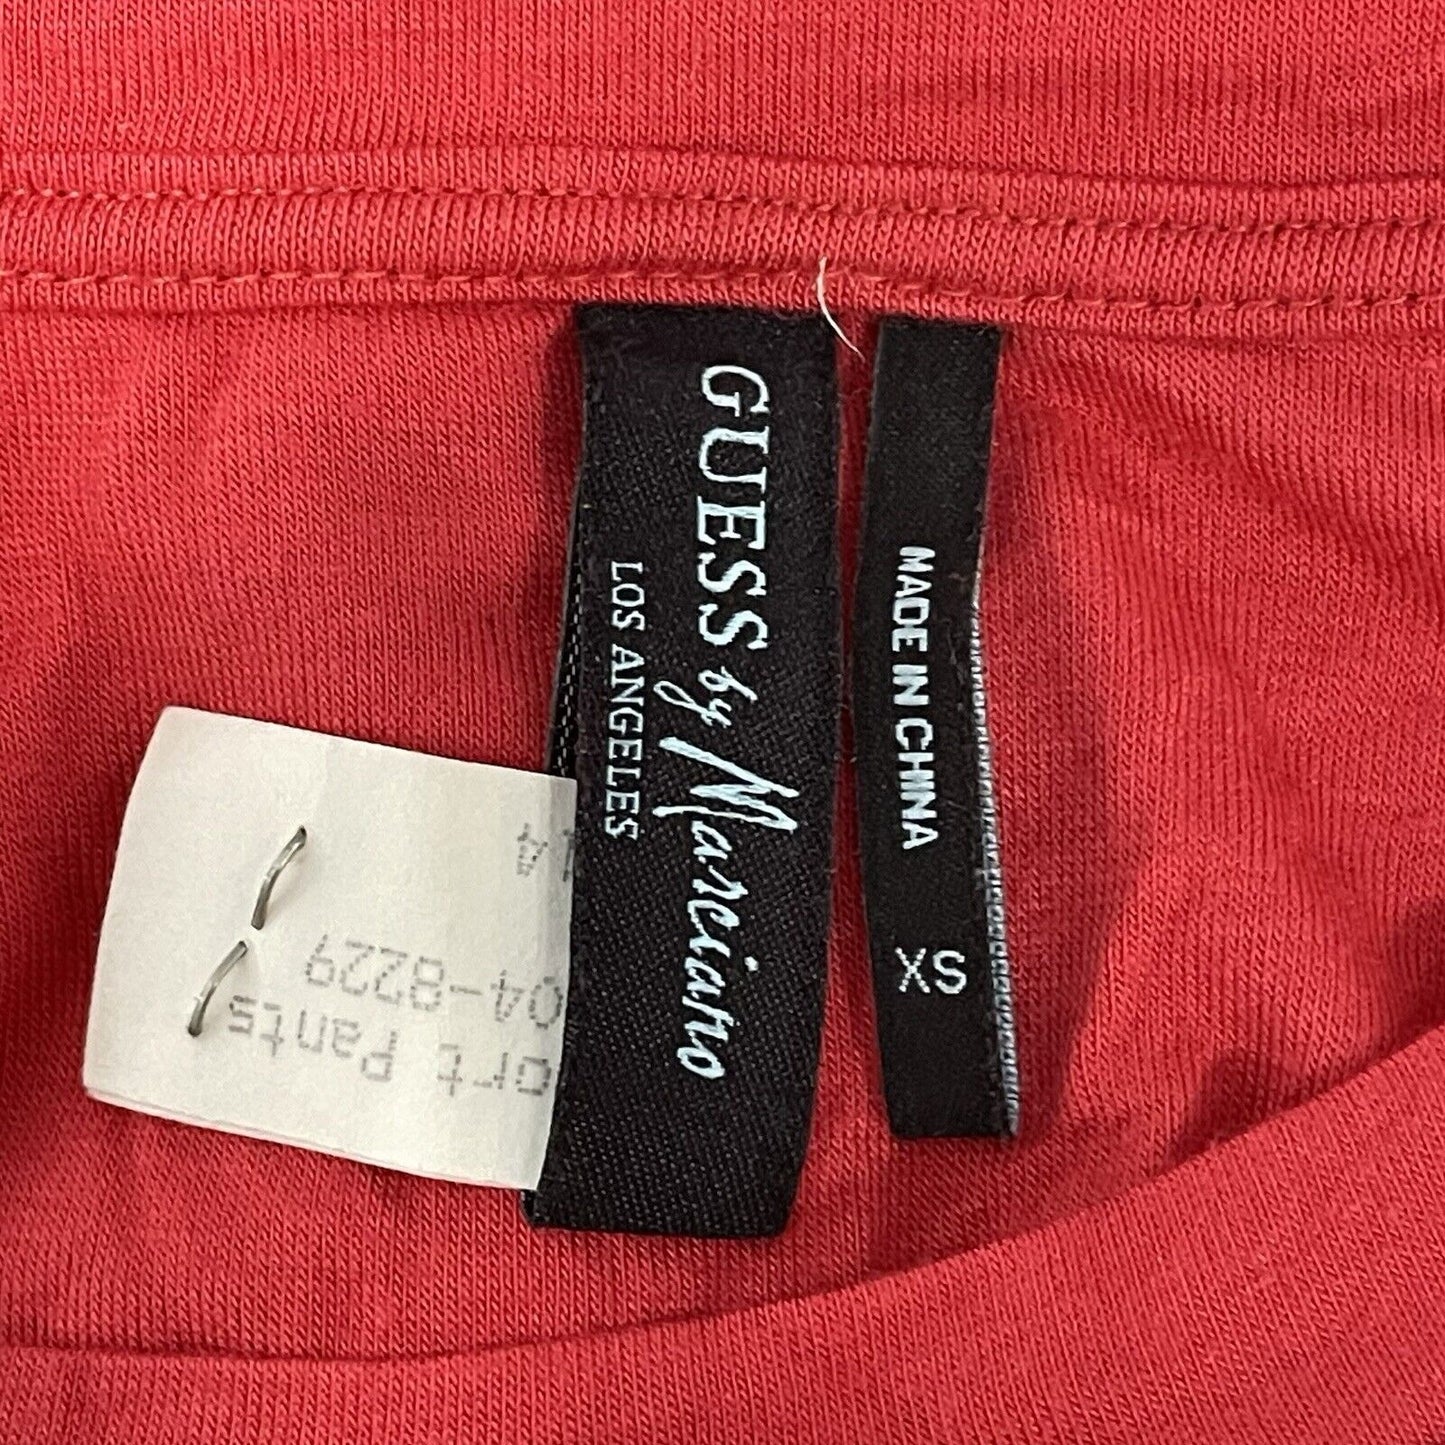 GUESS by Marciano
LOS ANGELES
MADE IN CHINA
XS
04-8229
ort Pants